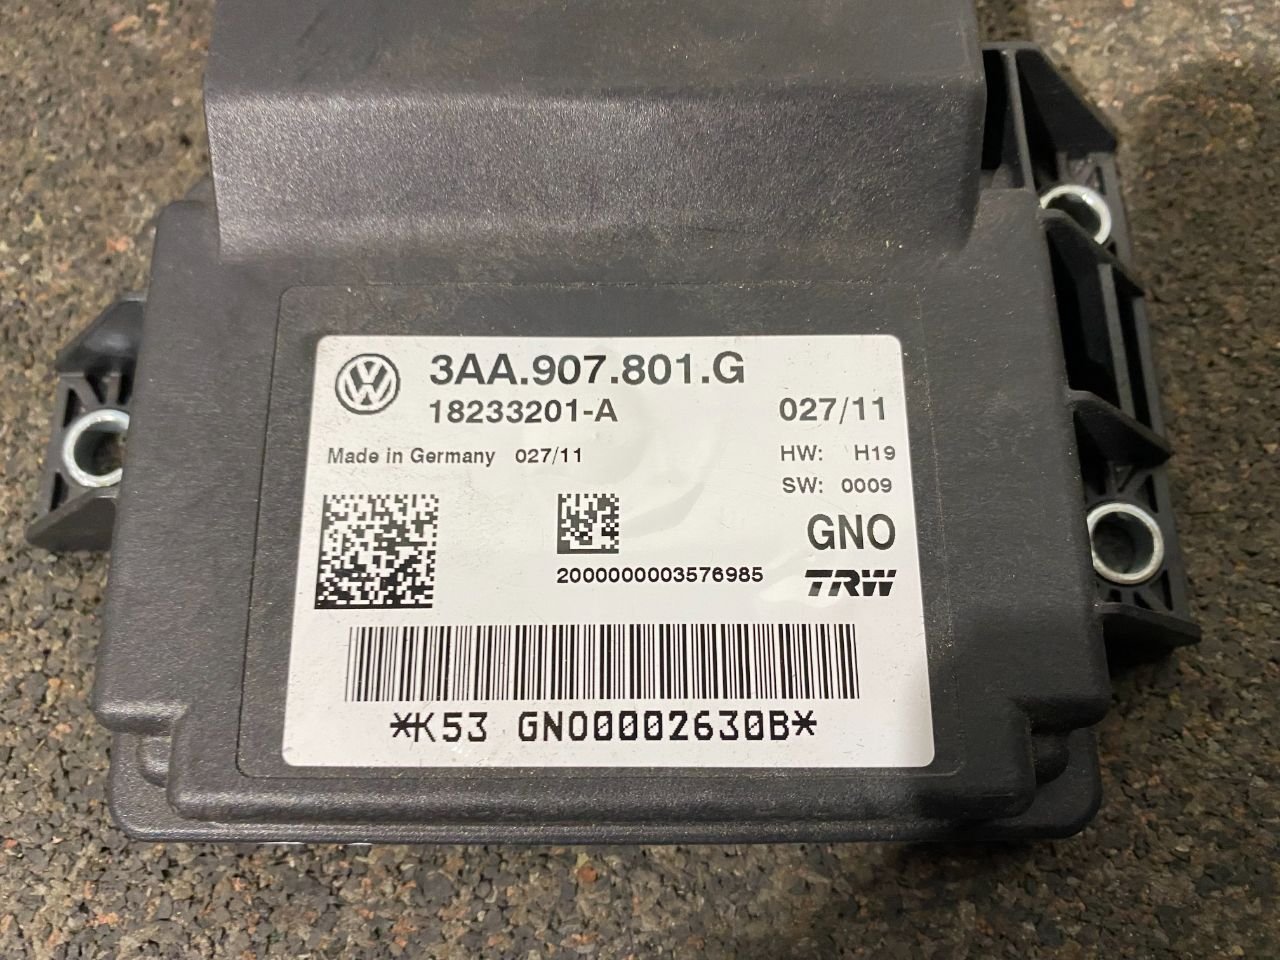 3AA.907.801.G
18233201-A 027/11
Made in Germany 027/11 HW: H19
SW: 0009
GNO
2000000003576985 TRW
*K53 GNO00002630B*